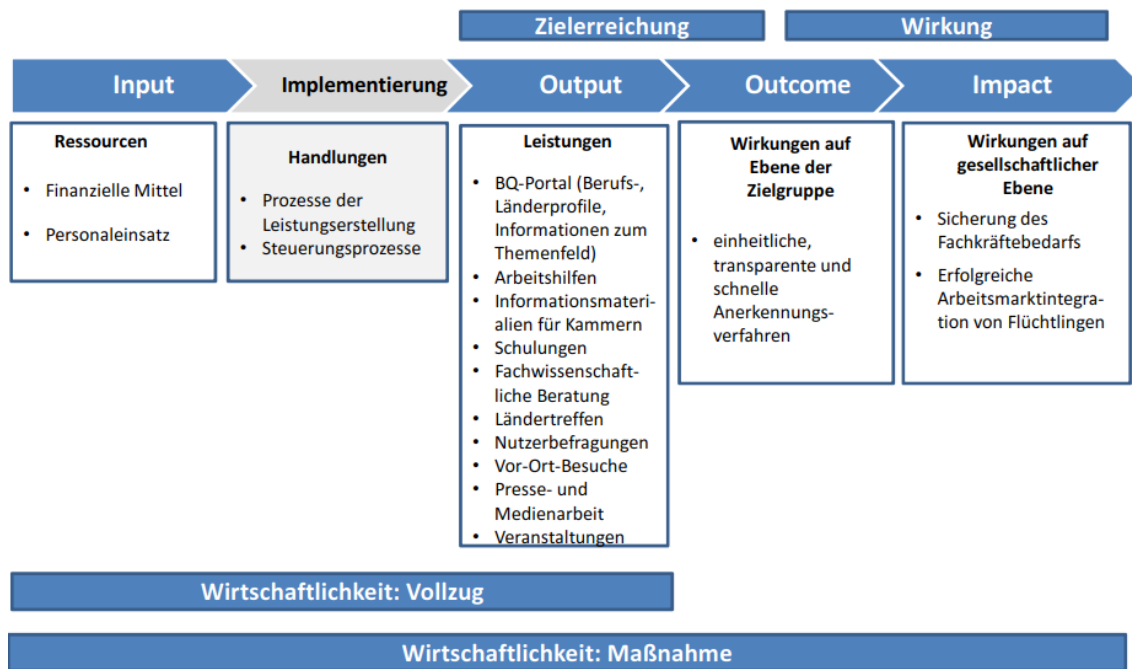 Zielerreichung
Wirkung
Input
Implementierung
Output
Outcome
Impact
Ressourcen
• Finanzielle Mittel
• Personaleinsatz
Handlungen
• Prozesse der
Leistungserstellung
• Steuerungsprozesse
Leistungen
• BQ-Portal (Berufs-,
Länderprofile,
Informationen zum
Themenfeld)
• Arbeitshilfen
• Informationsmateri-
alien für Kammern
• Schulungen
• Fachwissenschaft-
liche Beratung
• Ländertreffen
• Nutzerbefragungen
• Vor-Ort-Besuche
• Presse- und
Medienarbeit
• Veranstaltungen
Wirkungen auf
Ebene der
Zielgruppe
• einheitliche,
transparente und
schnelle
Anerkennungs-
verfahren
Wirkungen auf
gesellschaftlicher
Ebene
• Sicherung des
Fachkräftebedarfs
• Erfolgreiche
Arbeitsmarktintegra-
tion von Flüchtlingen
Wirtschaftlichkeit: Vollzug
Wirtschaftlichkeit: Maßnahme